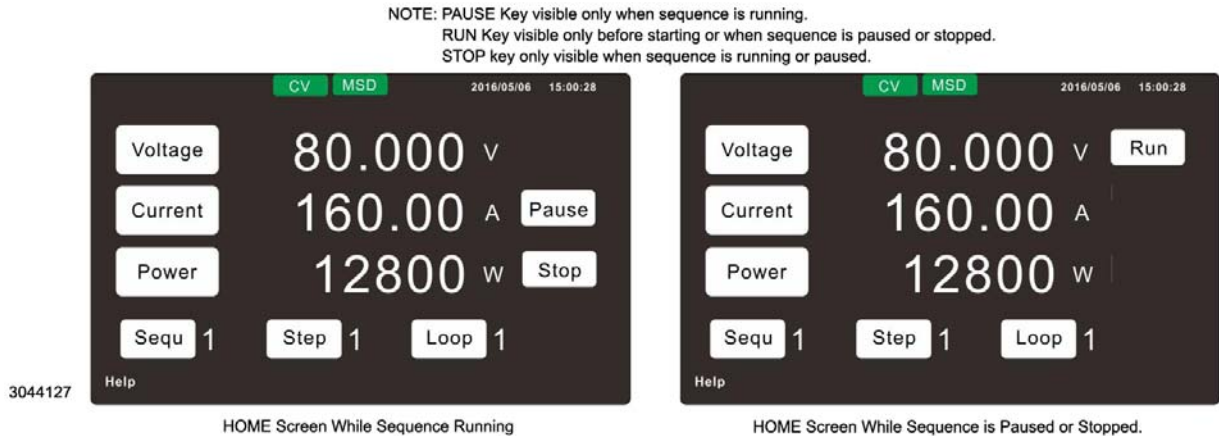 NOTE: PAUSE Key visible only when sequence is running.
RUN Key visible only before starting or when sequence is paused or stopped.
STOP key only visible when sequence is running or paused.
CV MSD 2016/05/06 15:00:28
Voltage 80.000 V
Current 160.00 A Pause
Power 12800 W Stop
Sequ 1 Step 1 Loop 1
Help
CV MSD 2016/05/06 15:00:28
Voltage 80.000 V Run
Current 160.00 A
Power 12800 W
Sequ 1 Step 1 Loop 1
Help
3044127
HOME Screen While Sequence Running
HOME Screen While Sequence is Paused or Stopped.